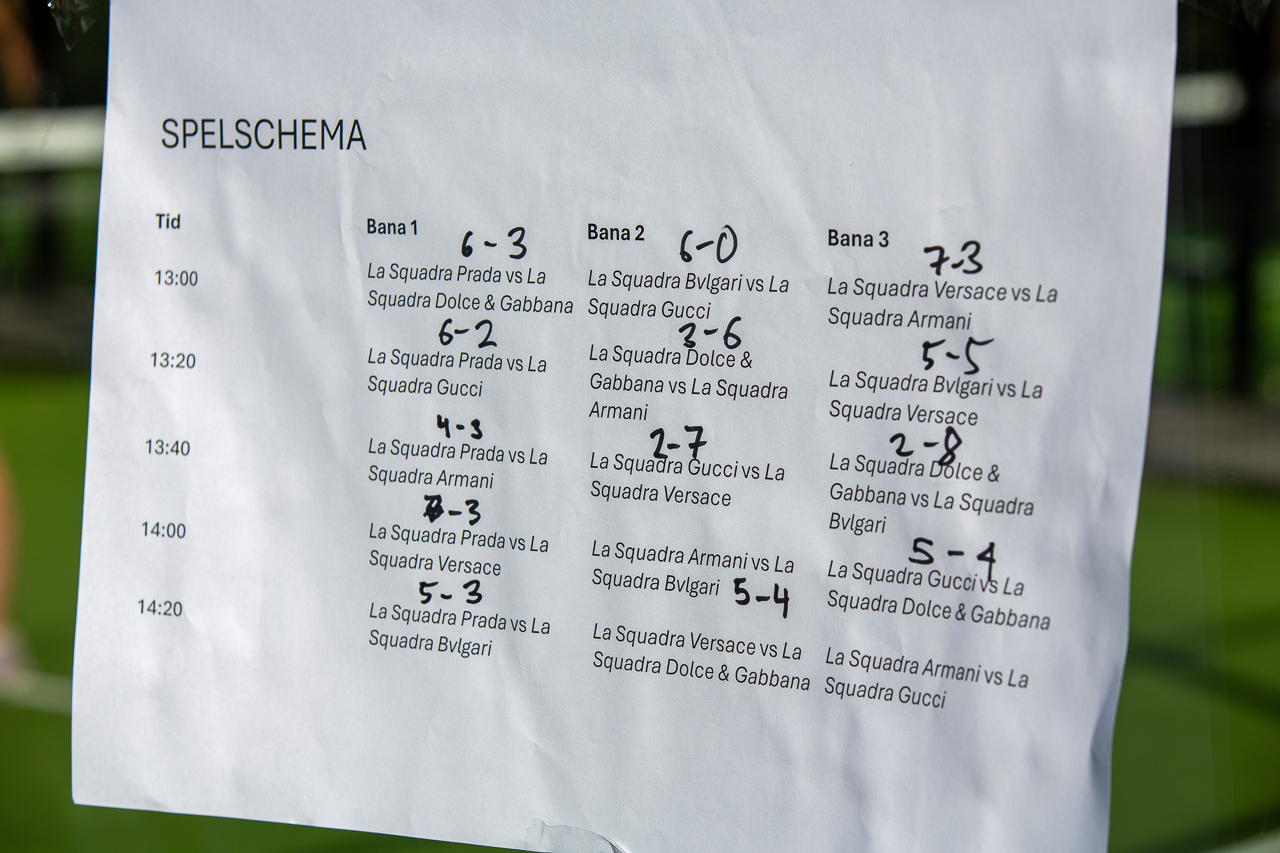 SPELSCHEMA
Tid
Bana 1
Bana 2
Bana 3
13:00
6-3
La Squadra Prada vs La
Squadra Dolce & Gabbana
6-0
La Squadra Bvlgari vs La
Squadra Gucci
7-3
La Squadra Versace vs La
Squadra Armani
13:20
6-2
La Squadra Prada vs La
Squadra Gucci
3-6
La Squadra Dolce &
Gabbana vs La Squadra
Armani
5-5
La Squadra Bvlgari vs La
Squadra Versace
13:40
4-3
La Squadra Prada vs La
Squadra Armani
2-7
La Squadra Gucci vs La
Squadra Versace
2-8
La Squadra Dolce &
Gabbana vs La Squadra
Bvlgari
14:00
-3
La Squadra Prada vs La
Squadra Versace
La Squadra Armani vs La
Squadra Bvlgari 5-4
5-4
La Squadra Gucci vs La
Squadra Dolce & Gabbana
14:20
5-3
La Squadra Prada vs La
Squadra Bvlgari
La Squadra Versace vs La
Squadra Dolce & Gabbana
La Squadra Armani vs La
Squadra Gucci